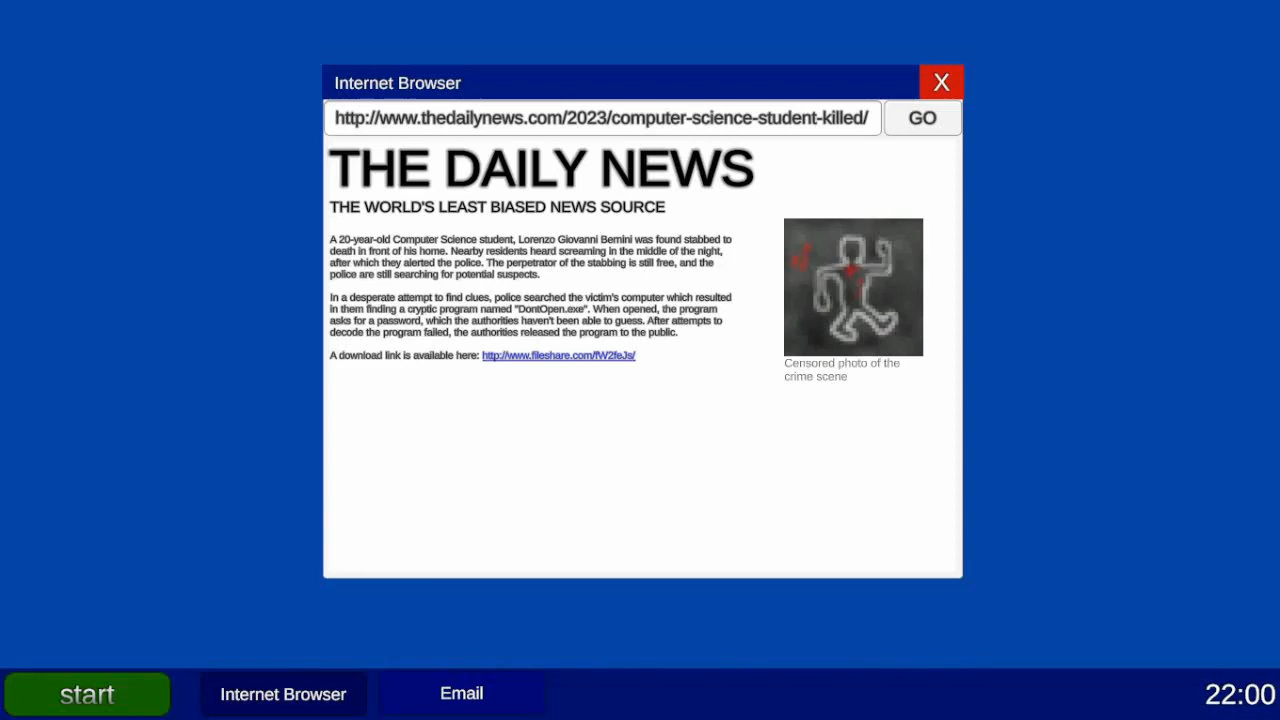 Internet Browser
X
http://www.thedailynews.com/2023/computer-science-student-killed/
GO
THE DAILY NEWS
THE WORLD'S LEAST BIASED NEWS SOURCE
A 20-year-old Computer Science student, Lorenzo Giovanni Bernini was found stabbed to
death in front of his home. Nearby residents heard screaming in the middle of the night,
after which they alerted the police. The perpetrator of the stabbing is still free, and the
police are still searching for potential suspects.
In a desperate attempt to find clues, police searched the victim's computer which resulted
in them finding a cryptic program named "DontOpen.exe". When opened, the program
asks for a password, which the authorities haven't been able to guess. After attempts to
decode the program failed, the authorities released the program to the public.
A download link is available here: http://www.fileshare.com/fW2feJs/
Censored photo of the
crime scene
start
Internet Browser
Email
22:00